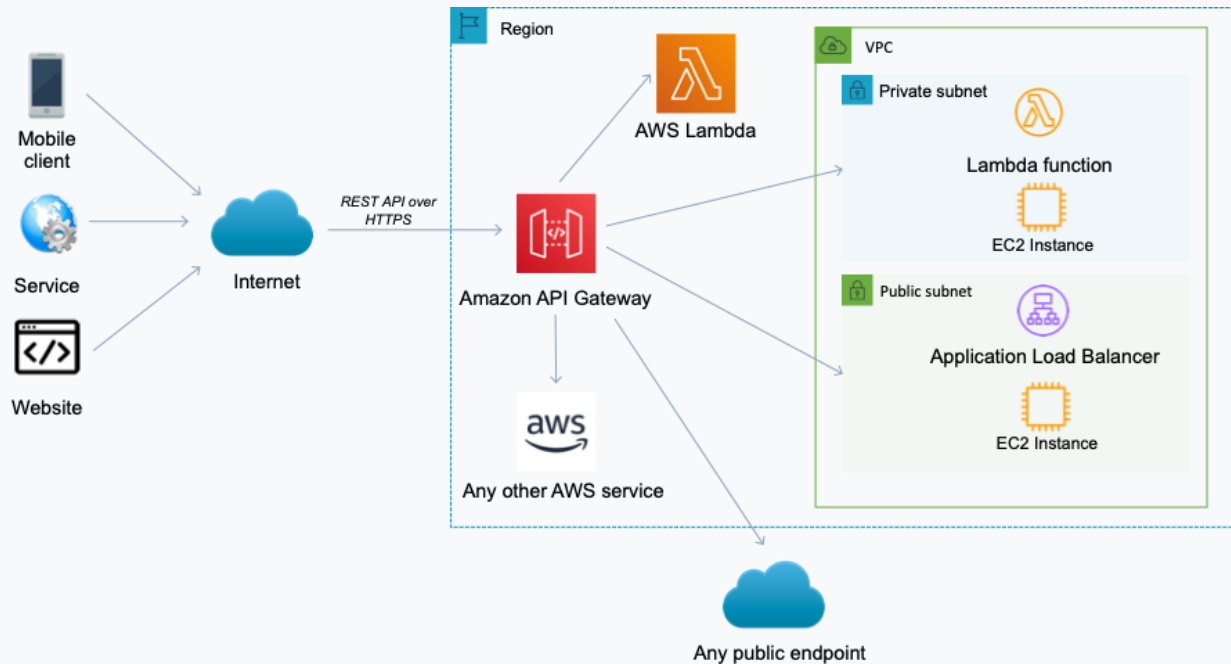 Region
VPC
Mobile
client
Private subnet
AWS Lambda
Lambda function
REST API over
HTTPS
EC2 Instance
Service
Internet
Amazon API Gateway
Public subnet
</>
Application Load Balancer
Website
aws
EC2 Instance
Any other AWS service
Any public endpoint